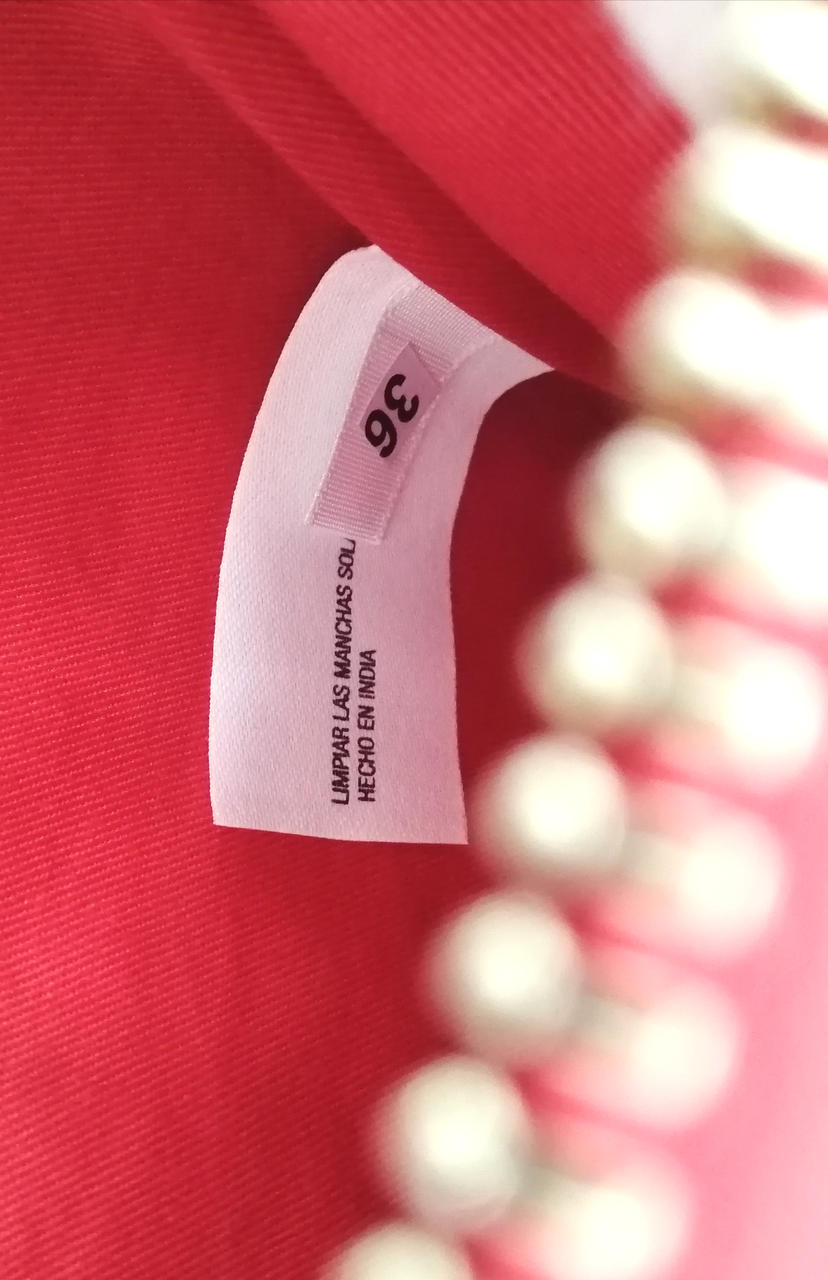 36
LIMPIAR LAS MANCHAS
HECHO EN INDIA